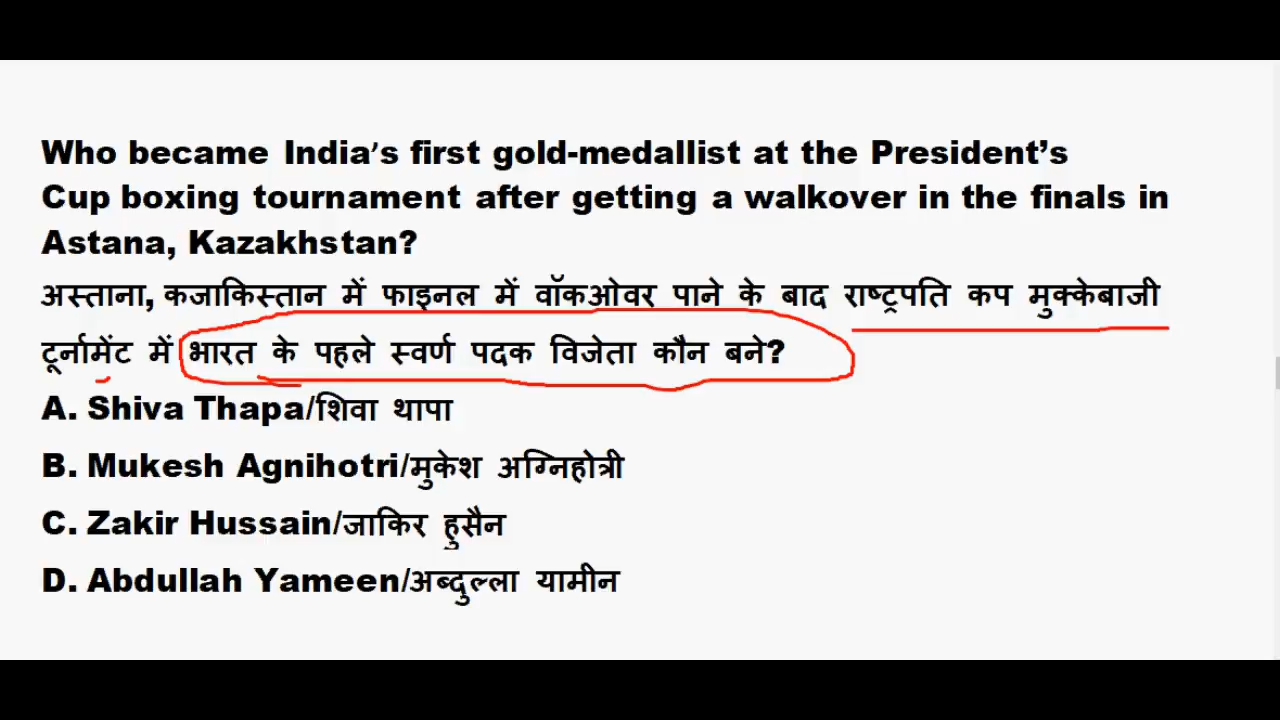 Who became India's first gold-medallist at the President's
Cup boxing tournament after getting a walkover in the finals in
Astana, Kazakhstan?
अस्ताना, कजाकिस्तान में फाइनल में वॉकओवर पाने के बाद राष्ट्रपति कप मुक्केबाजी
टूर्नामेंट में भारत के पहले स्वर्ण पदक विजेता कौन बने?
A. Shiva Thapa/शिवा थापा
B. Mukesh Agnihotri/मुकेश अग्निहोत्री
C. Zakir Hussain/जाकिर हुसैन
D. Abdullah Yameen/अब्दुल्ला यामीन